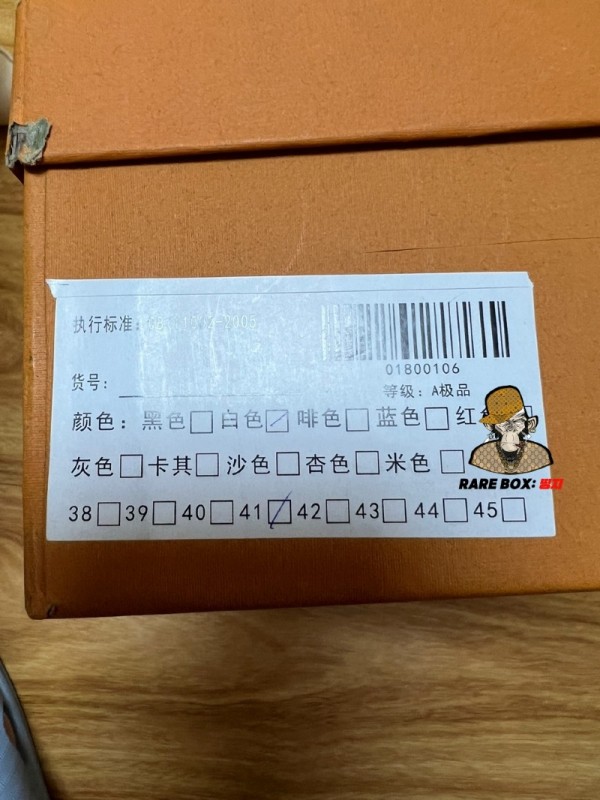 执行标准:
01800106
货号:
等级: A极品
颜色: 黑色 白色 啡色 蓝色 红
灰色 卡其 沙色 杏色 米色
RARE BOX:
38 39 40 41 42 43 44 45